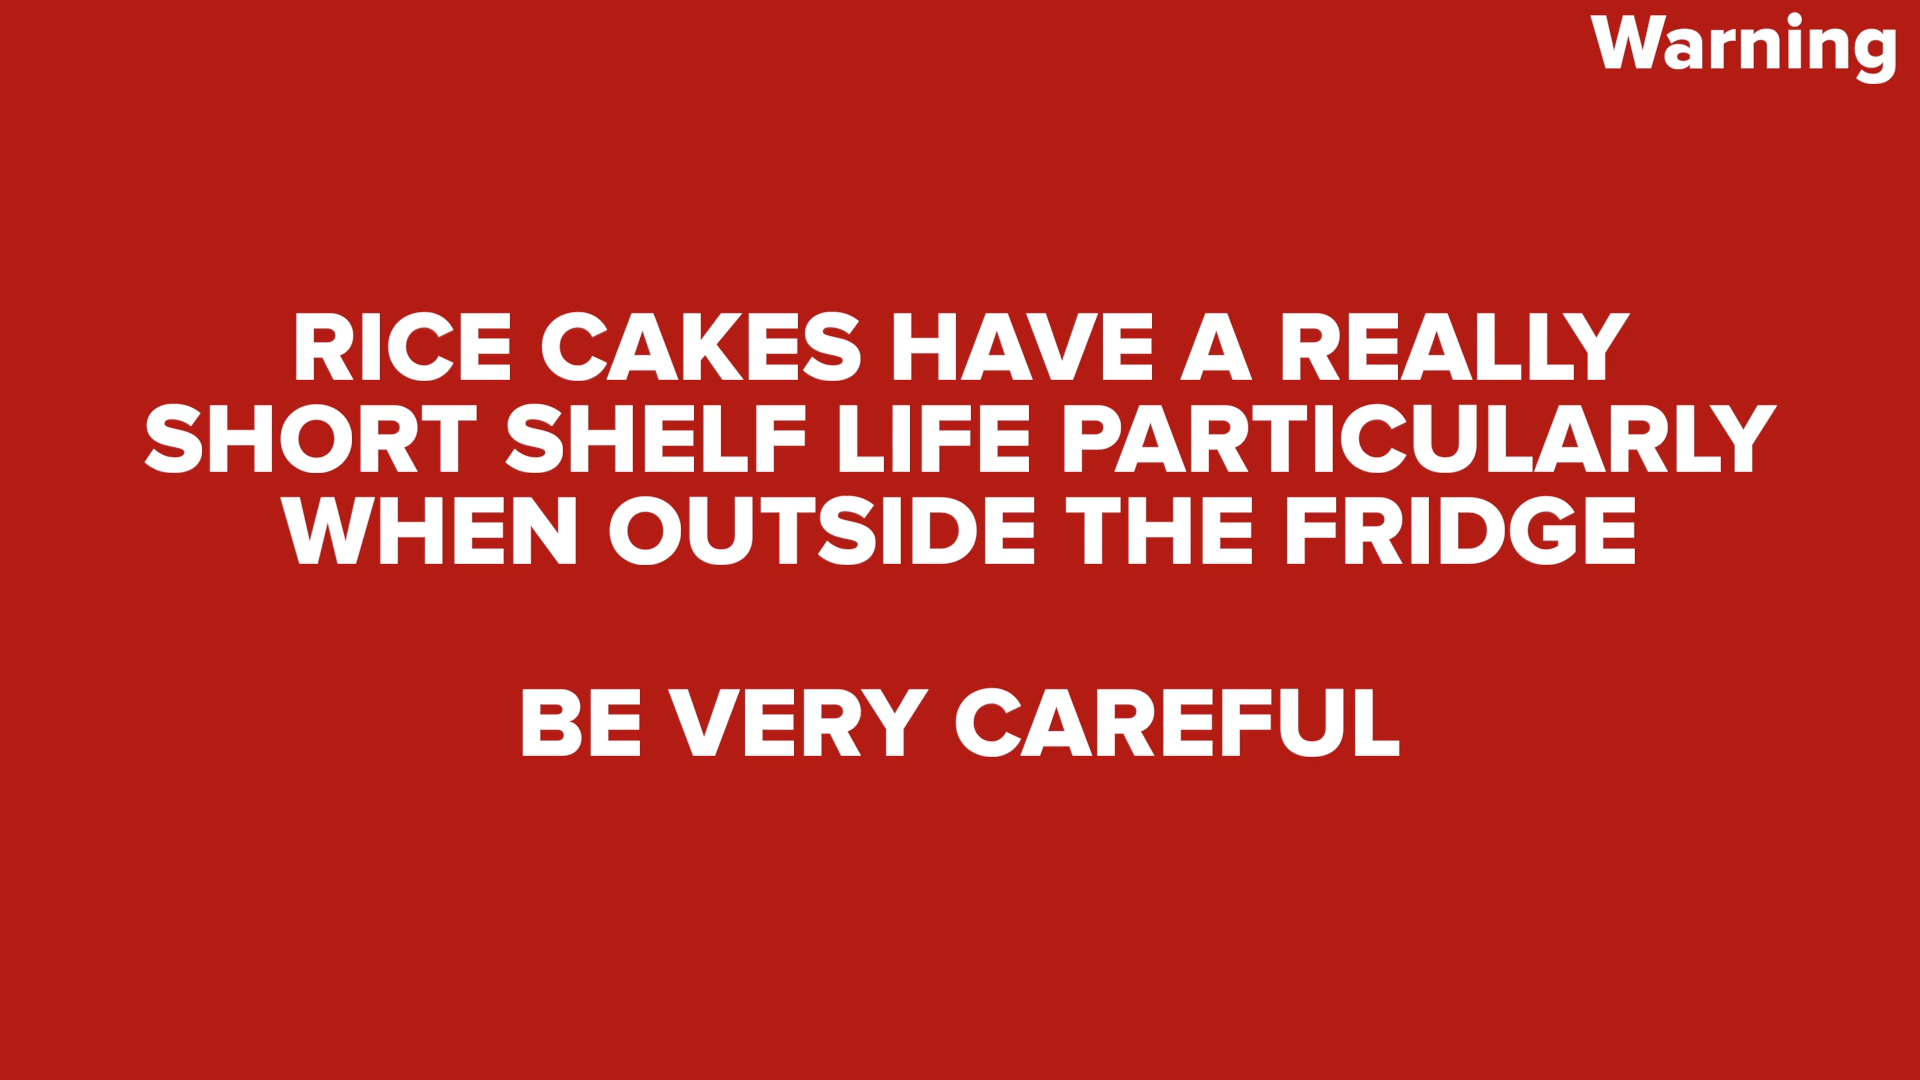 Warning
RICE CAKES HAVE A REALLY
SHORT SHELF LIFE PARTICULARLY
WHEN OUTSIDE THE FRIDGE
BE VERY CAREFUL